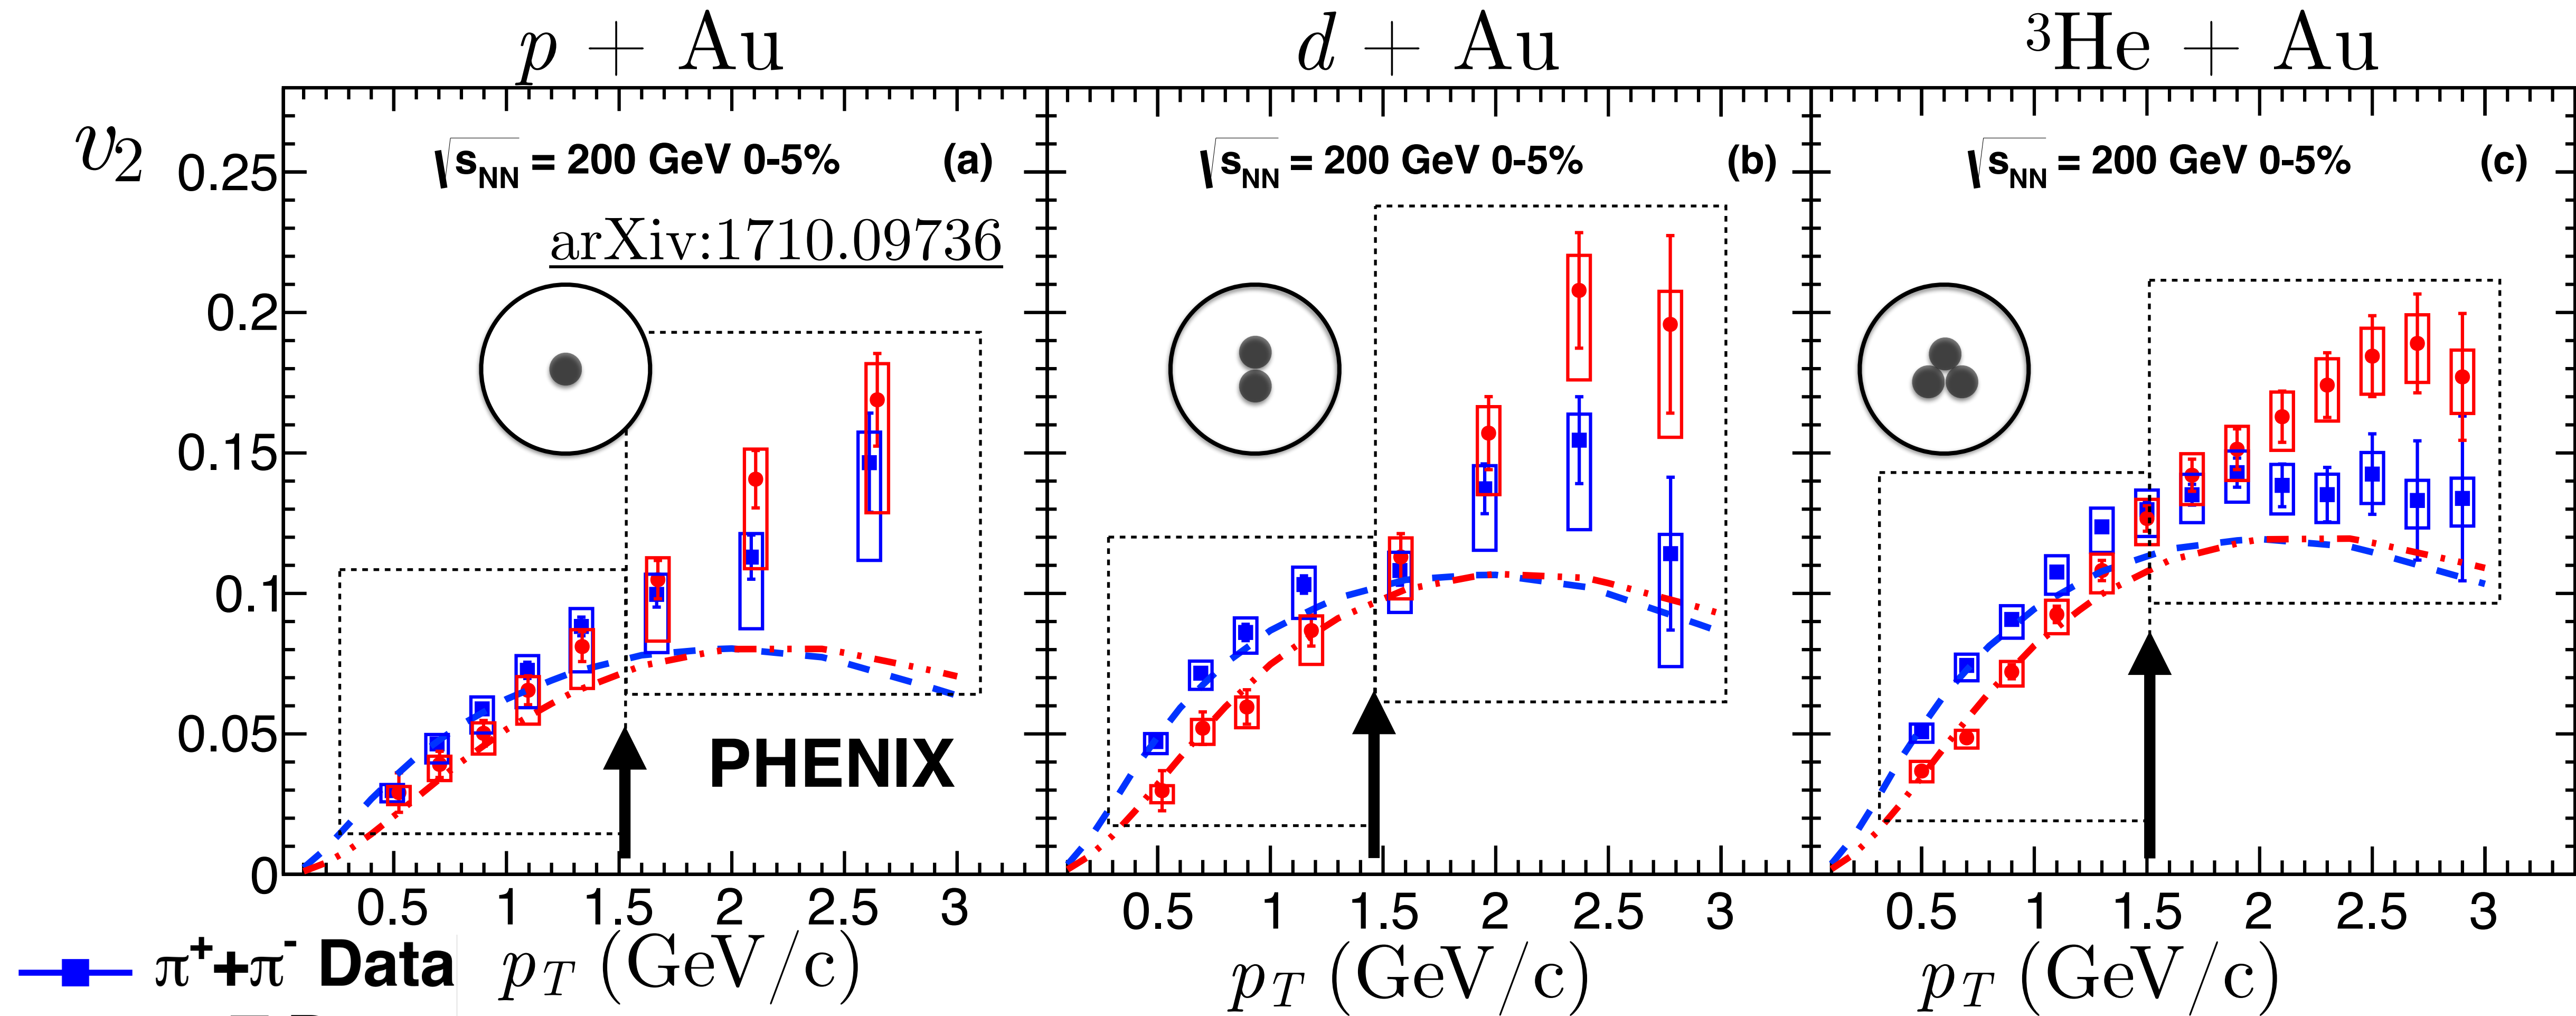 p + Au
d + Au
³He + Au
v₂
√sNN = 200 GeV 0-5% (a)
√sNN = 200 GeV 0-5% (b)
√sNN = 200 GeV 0-5% (c)
arXiv:1710.09736
0.25
0.2
0.15
0.1
0.05
0
PHENIX
0.5 1 1.5 2 2.5 3
0.5 1 1.5 2 2.5 3
0.5 1 1.5 2 2.5 3
π⁺+π⁻ Data
pT (GeV/c)
pT (GeV/c)
pT (GeV/c)